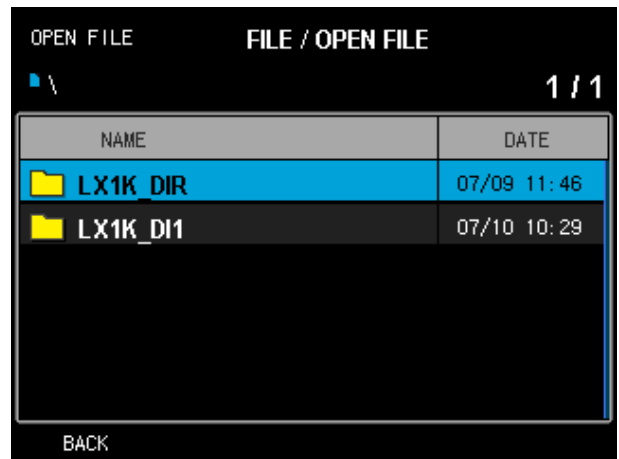 OPEN FILE FILE / OPEN FILE
\ 1 / 1
NAME DATE
LX1K_DIR 07/09 11:46
LX1K_DI1 07/10 10:29
BACK